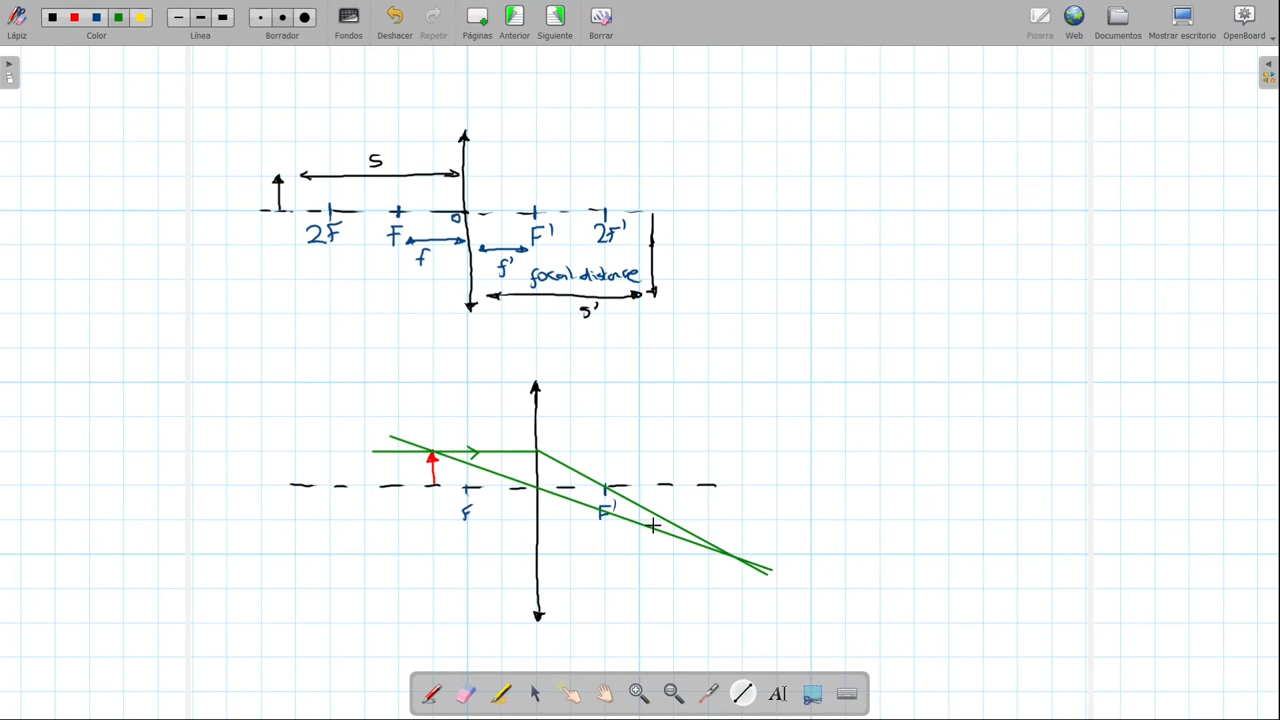 Lápiz Color Línea Borrador Fondos Deshacer Repetir Páginas Anterior Siguiente Borrar Pizarra Web Documentos Mostrar escritorio OpenBoard
S
2F F O F' 2F'
f f'
focal distance
s'
F F'
AI